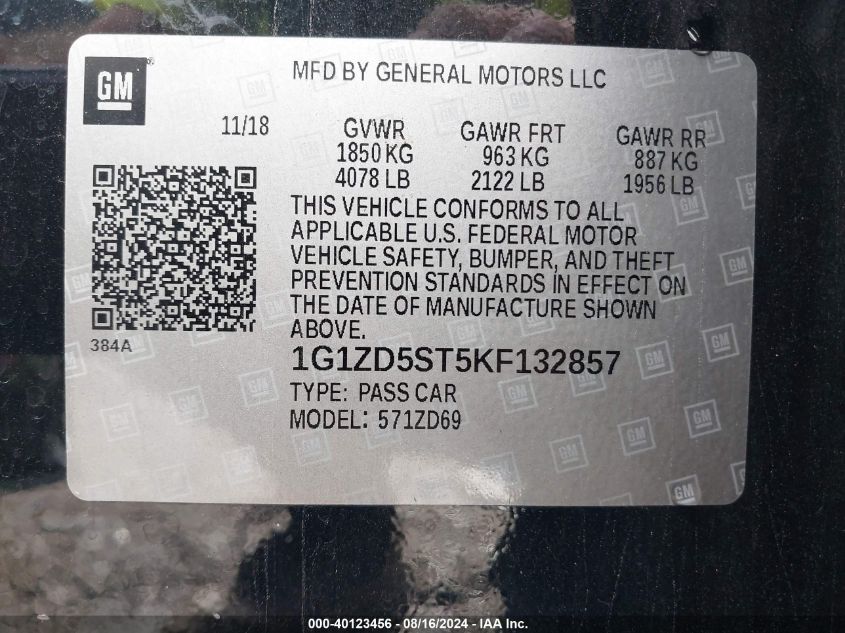 GM
MFD BY GENERAL MOTORS LLC
11/18
GVWR GAWR FRT GAWR RR
1850 KG 963 KG 887 KG
4078 LB 2122 LB 1956 LB
THIS VEHICLE CONFORMS TO ALL
APPLICABLE U.S. FEDERAL MOTOR
VEHICLE SAFETY, BUMPER, AND THEFT
PREVENTION STANDARDS IN EFFECT ON
THE DATE OF MANUFACTURE SHOWN
ABOVE.
384A
1G1ZD5ST5KF132857
TYPE: PASS CAR
MODEL: 571ZD69
000-40123456 - 08/16/2024 - IAA Inc.